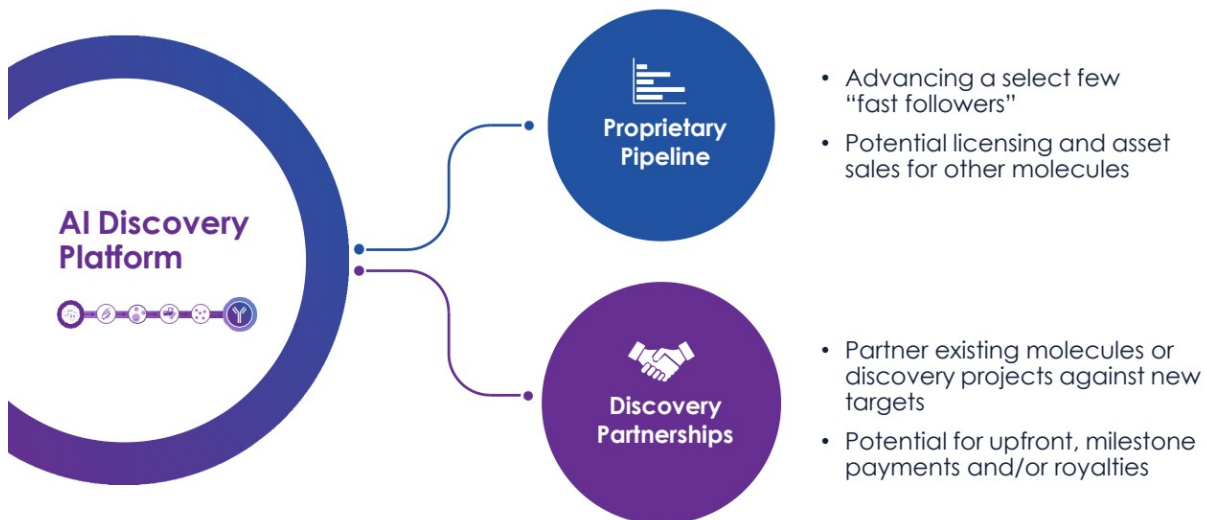 AI Discovery
Platform
Proprietary
Pipeline
• Advancing a select few
“fast followers”
• Potential licensing and asset
sales for other molecules
Discovery
Partnerships
• Partner existing molecules or
discovery projects against new
targets
• Potential for upfront, milestone
payments and/or royalties